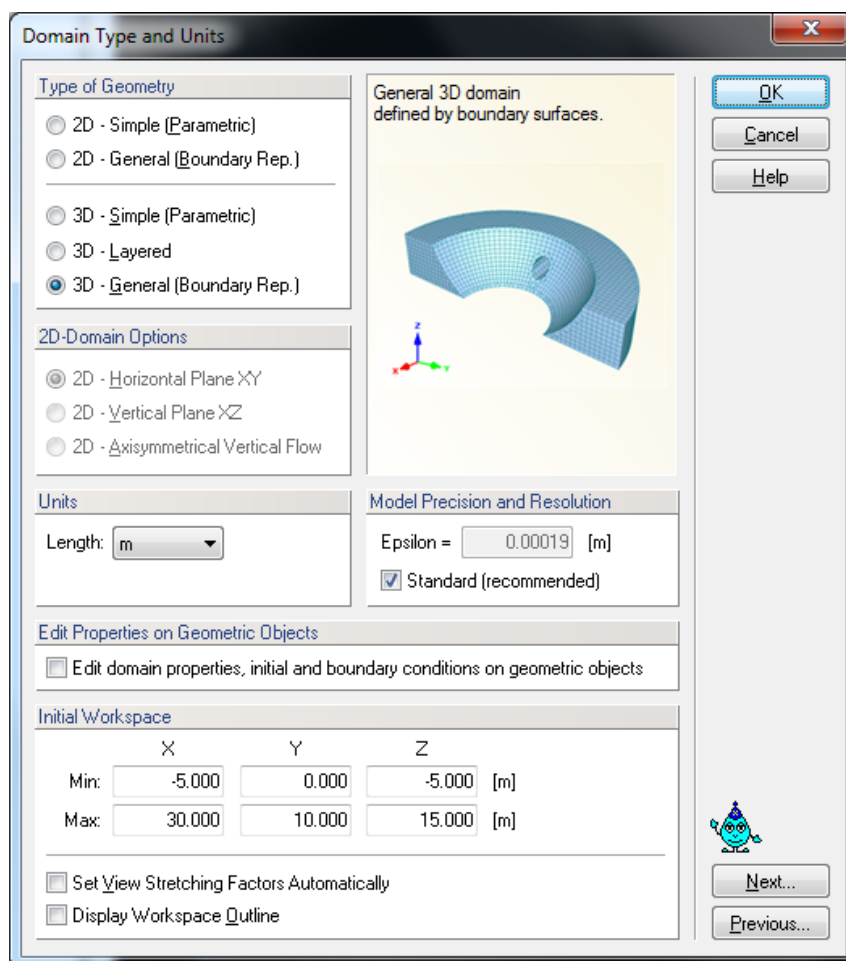 Domain Type and Units
Type of Geometry
2D - Simple (Parametric)
2D - General (Boundary Rep.)
3D - Simple (Parametric)
3D - Layered
3D - General (Boundary Rep.)
General 3D domain
defined by boundary surfaces.
z
x
Y
OK
Cancel
Help
2D-Domain Options
2D - Horizontal Plane XY
2D - Vertical Plane XZ
2D - Axisymmetrical Vertical Flow
Units
Length: m
Model Precision and Resolution
Epsilon = 0.00019 [m]
Standard (recommended)
Edit Properties on Geometric Objects
Edit domain properties, initial and boundary conditions on geometric objects
Initial Workspace
X Y Z
Min: -5.000 0.000 -5.000 [m]
Max: 30.000 10.000 15.000 [m]
Set View Stretching Factors Automatically
Display Workspace Outline
Next...
Previous...